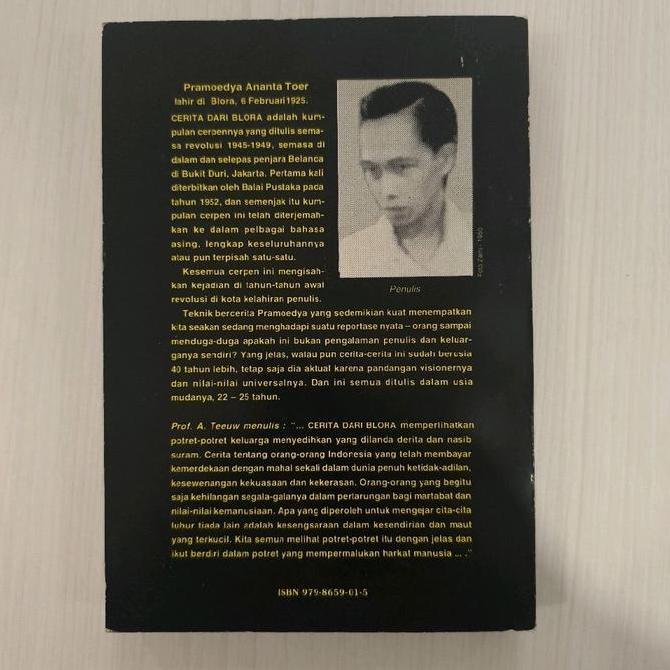 Pramoedya Ananta Toer
lahir di Blora, 6 Februari 1925.
CERITA DARI BLORA adalah kum-
pulan cerpennya yang ditulis sema-
sa revolusi 1945-1949, semasa di
dalam dan selepas penjara Belanda
di Bukit Duri, Jakarta. Pertama kali
diterbitkan oleh Balai Pustaka pada
tahun 1952, dan semenjak itu kum-
pulan cerpen ini telah diterjemah-
kan ke dalam pelbagai bahasa
asing, lengkap keseluruhannya
atau pun terpisah satu-satu.
Kesemua cerpen ini mengisah-
kan kejadian di tahun-tahun awal
revolusi di kota kelahiran penulis.
Foto Zaini - 1950
Penulis
Teknik bercerita Pramoedya yang sedemikian kuat menempatkan
kita seakan sedang menghadapi suatu reportase nyata – orang sampai
menduga-duga apakah ini bukan pengalaman penulis dan keluar-
ganya sendiri? Yang jelas, walau pun cerita-cerita ini sudah berusia
40 tahun lebih, tetap saja dia aktual karena pandangan visionernya
dan nilai-nilai universalnya. Dan ini semua ditulis dalam usia
mudanya, 22 – 25 tahun.
Prof. A. Teeuw menulis : "... CERITA DARI BLORA memperlihatkan
potret-potret keluarga menyedihkan yang dilanda derita dan nasib
suram. Cerita tentang orang-orang Indonesia yang telah membayar
kemerdekaan dengan mahal sekali dalam dunia penuh ketidak-adilan,
kesewenangan kekuasaan dan kekerasan. Orang-orang yang begitu
saja kehilangan segala-galanya dalam pertarungan bagi martabat dan
nilai-nilai kemanusiaan. Apa yang diperoleh untuk mengejar cita-cita
luhur tiada lain adalah kesengsaraan dalam kesendirian dan maut
yang terkucil. Kita semua melihat potret-potret itu dengan jelas dan
ikut berdiri dalam potret yang mempermalukan harkat manusia ... ."
ISBN 979-8659-01-5